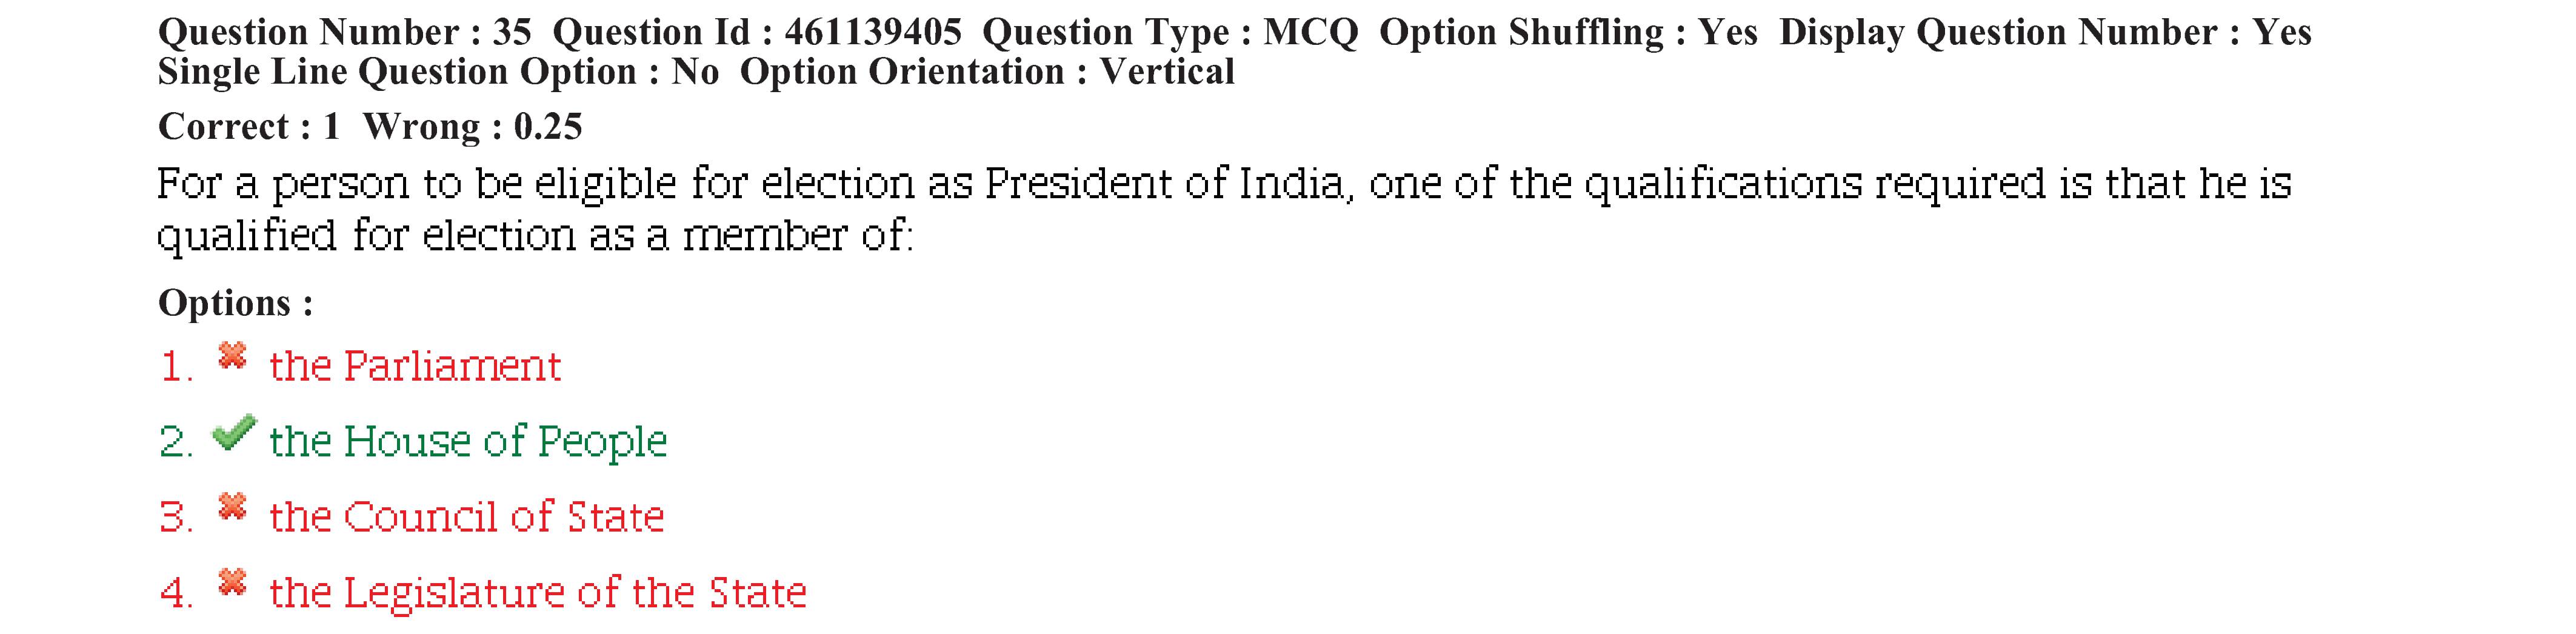 Question Number : 35 Question Id : 461139405 Question Type : MCQ Option Shuffling : Yes Display Question Number : Yes
Single Line Question Option : No Option Orientation : Vertical
Correct : 1 Wrong : 0.25
For a person to be eligible for election as President of India, one of the qualifications required is that he is
qualified for election as a member of:
Options :
1. the Parliament
2. the House of People
3. the Council of State
4. the Legislature of the State